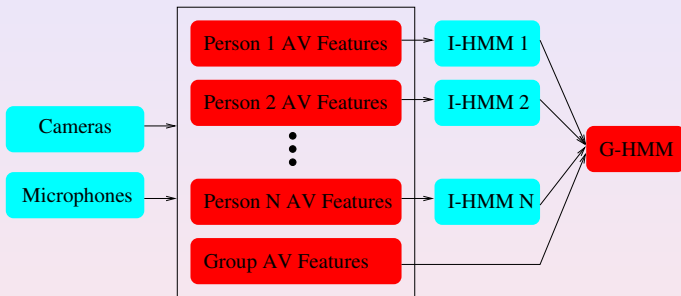 Person 1 AV Features
I-HMM 1
Person 2 AV Features
I-HMM 2
Cameras
G-HMM
Microphones
Person N AV Features
I-HMM N
Group AV Features